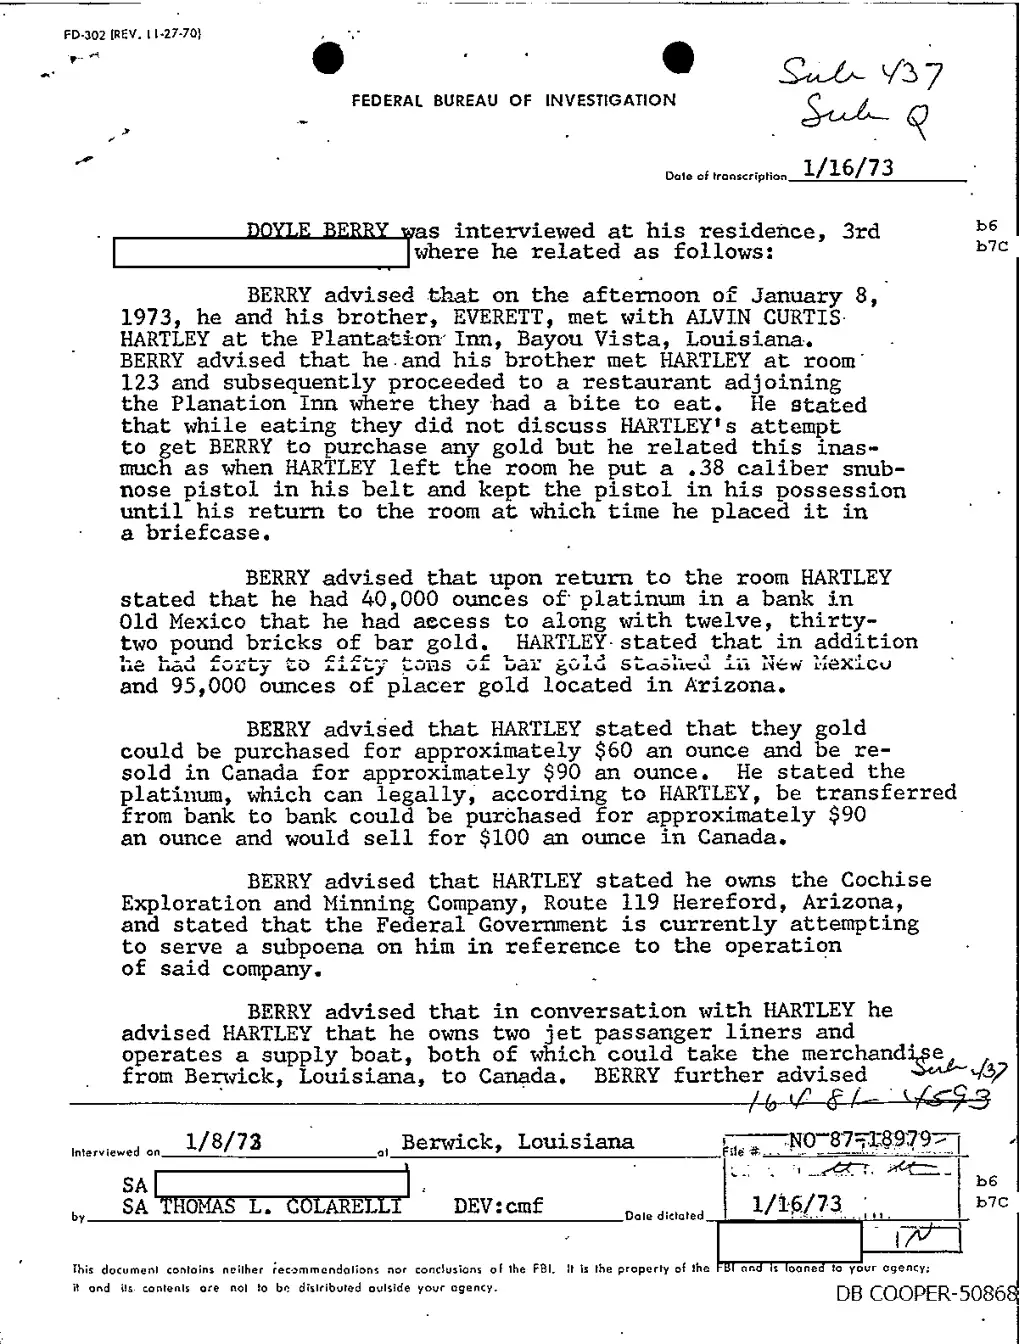 FD-302 (REV. 11-27-70)
Sub 437
Sub Q
FEDERAL BUREAU OF INVESTIGATION
Date of transcription 1/16/73
DOYLE BERRY was interviewed at his residence, 3rd
where he related as follows:
b6
b7C
BERRY advised that on the afternoon of January 8,
1973, he and his brother, EVERETT, met with ALVIN CURTIS
HARTLEY at the Plantation Inn, Bayou Vista, Louisiana.
BERRY advised that he and his brother met HARTLEY at room
123 and subsequently proceeded to a restaurant adjoining
the Planation Inn where they had a bite to eat. He stated
that while eating they did not discuss HARTLEY's attempt
to get BERRY to purchase any gold but he related this inas-
much as when HARTLEY left the room he put a .38 caliber snub-
nose pistol in his belt and kept the pistol in his possession
until his return to the room at which time he placed it in
a briefcase.
BERRY advised that upon return to the room HARTLEY
stated that he had 40,000 ounces of platinum in a bank in
Old Mexico that he had access to along with twelve, thirty-
two pound bricks of bar gold. HARTLEY stated that in addition
he had forty to fifty tons of bar gold stashed in New Mexico
and 95,000 ounces of placer gold located in Arizona.
BERRY advised that HARTLEY stated that they gold
could be purchased for approximately $60 an ounce and be re-
sold in Canada for approximately $90 an ounce. He stated the
platinum, which can legally, according to HARTLEY, be transferred
from bank to bank could be purchased for approximately $90
an ounce and would sell for $100 an ounce in Canada.
BERRY advised that HARTLEY stated he owns the Cochise
Exploration and Minning Company, Route 119 Hereford, Arizona,
and stated that the Federal Government is currently attempting
to serve a subpoena on him in reference to the operation
of said company.
BERRY advised that in conversation with HARTLEY he
advised HARTLEY that he owns two jet passanger liners and
operates a supply boat, both of which could take the merchandise
from Berwick, Louisiana, to Canada. BERRY further advised
Sub 437
164-81-4593
Interviewed on 1/8/73 at Berwick, Louisiana File # NO 87-18979-
SA
SA THOMAS L. COLARELLI DEV:cmf
by Date dictated 1/16/73
b6
b7C
IN
This document contains neither recommendations nor conclusions of the FBI. It is the property of the FBI and is loaned to your agency;
it and its contents are not to be distributed outside your agency.
DB COOPER-50868